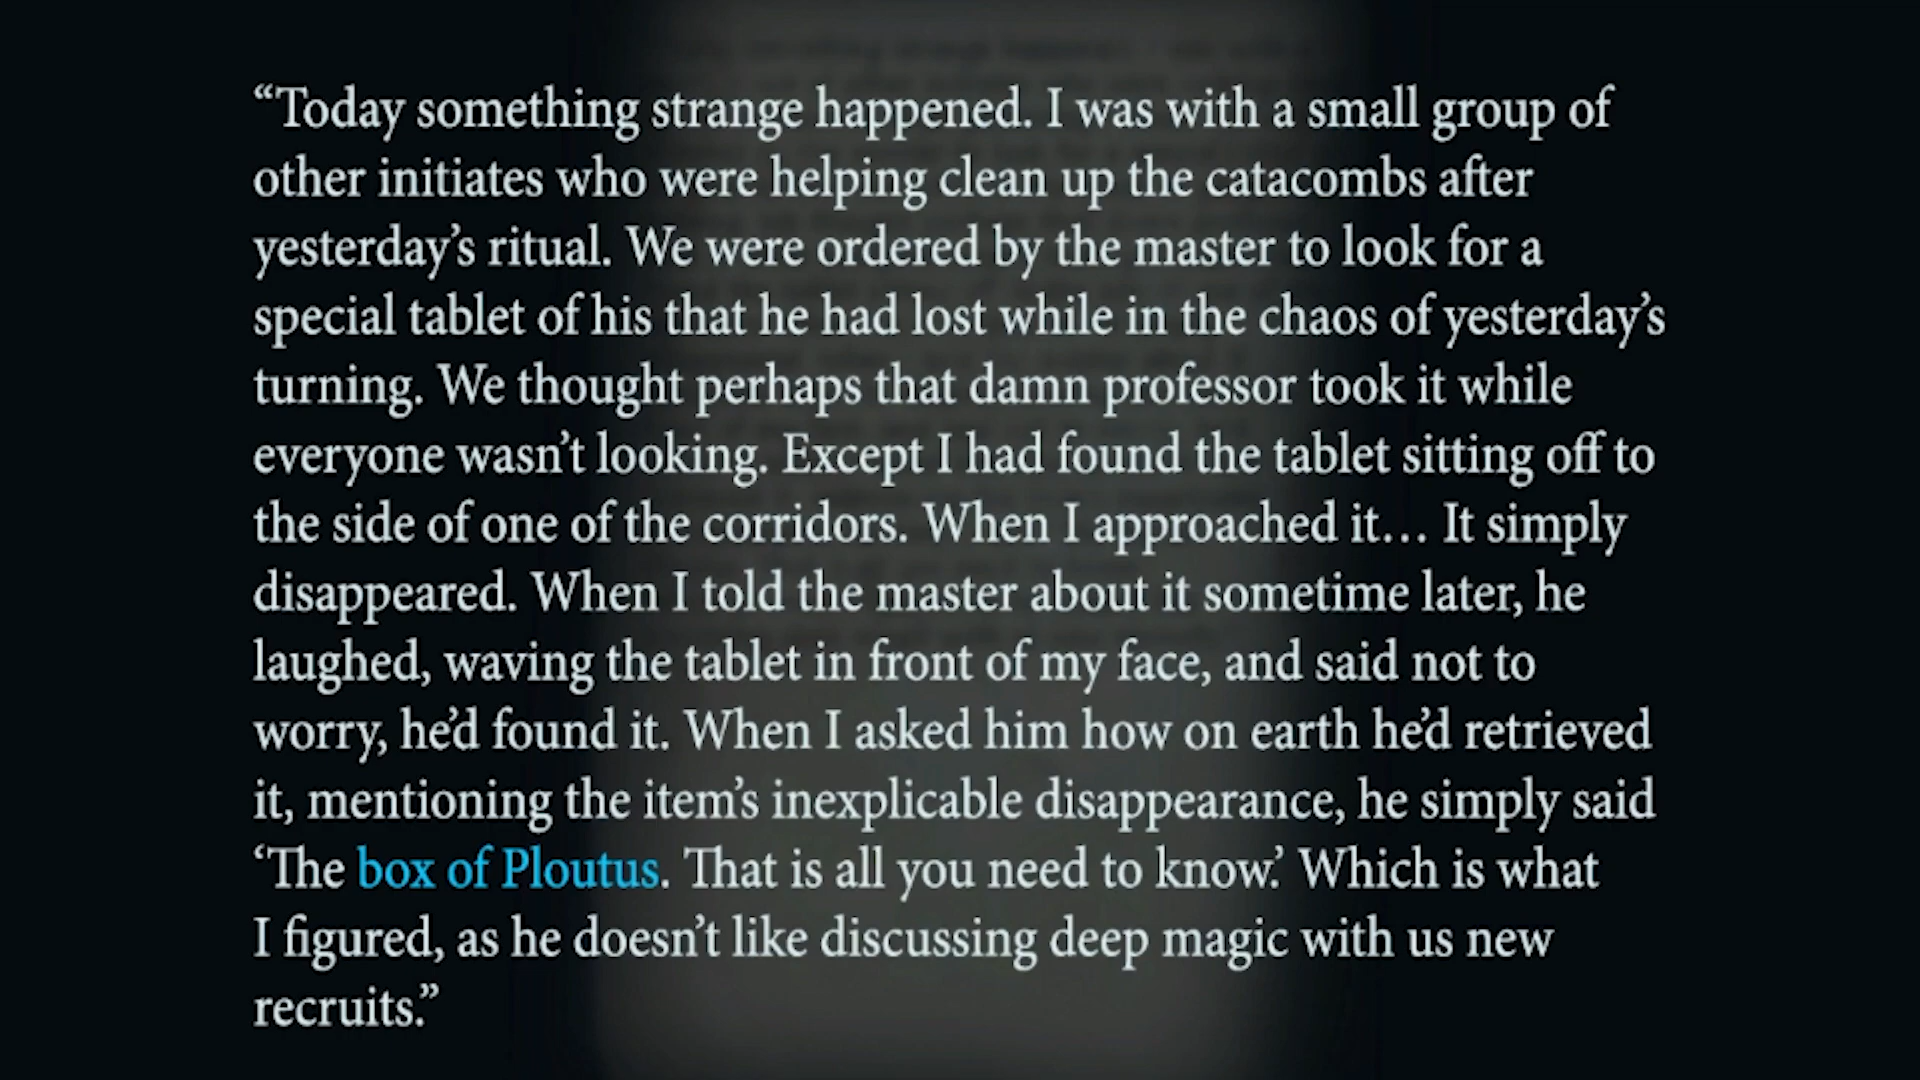 “Today something strange happened. I was with a small group of
other initiates who were helping clean up the catacombs after
yesterday’s ritual. We were ordered by the master to look for a
special tablet of his that he had lost while in the chaos of yesterday’s
turning. We thought perhaps that damn professor took it while
everyone wasn’t looking. Except I had found the tablet sitting off to
the side of one of the corridors. When I approached it… It simply
disappeared. When I told the master about it sometime later, he
laughed, waving the tablet in front of my face, and said not to
worry, he’d found it. When I asked him how on earth he’d retrieved
it, mentioning the item’s inexplicable disappearance, he simply said
‘The box of Ploutus. That is all you need to know.’ Which is what
I figured, as he doesn’t like discussing deep magic with us new
recruits.”